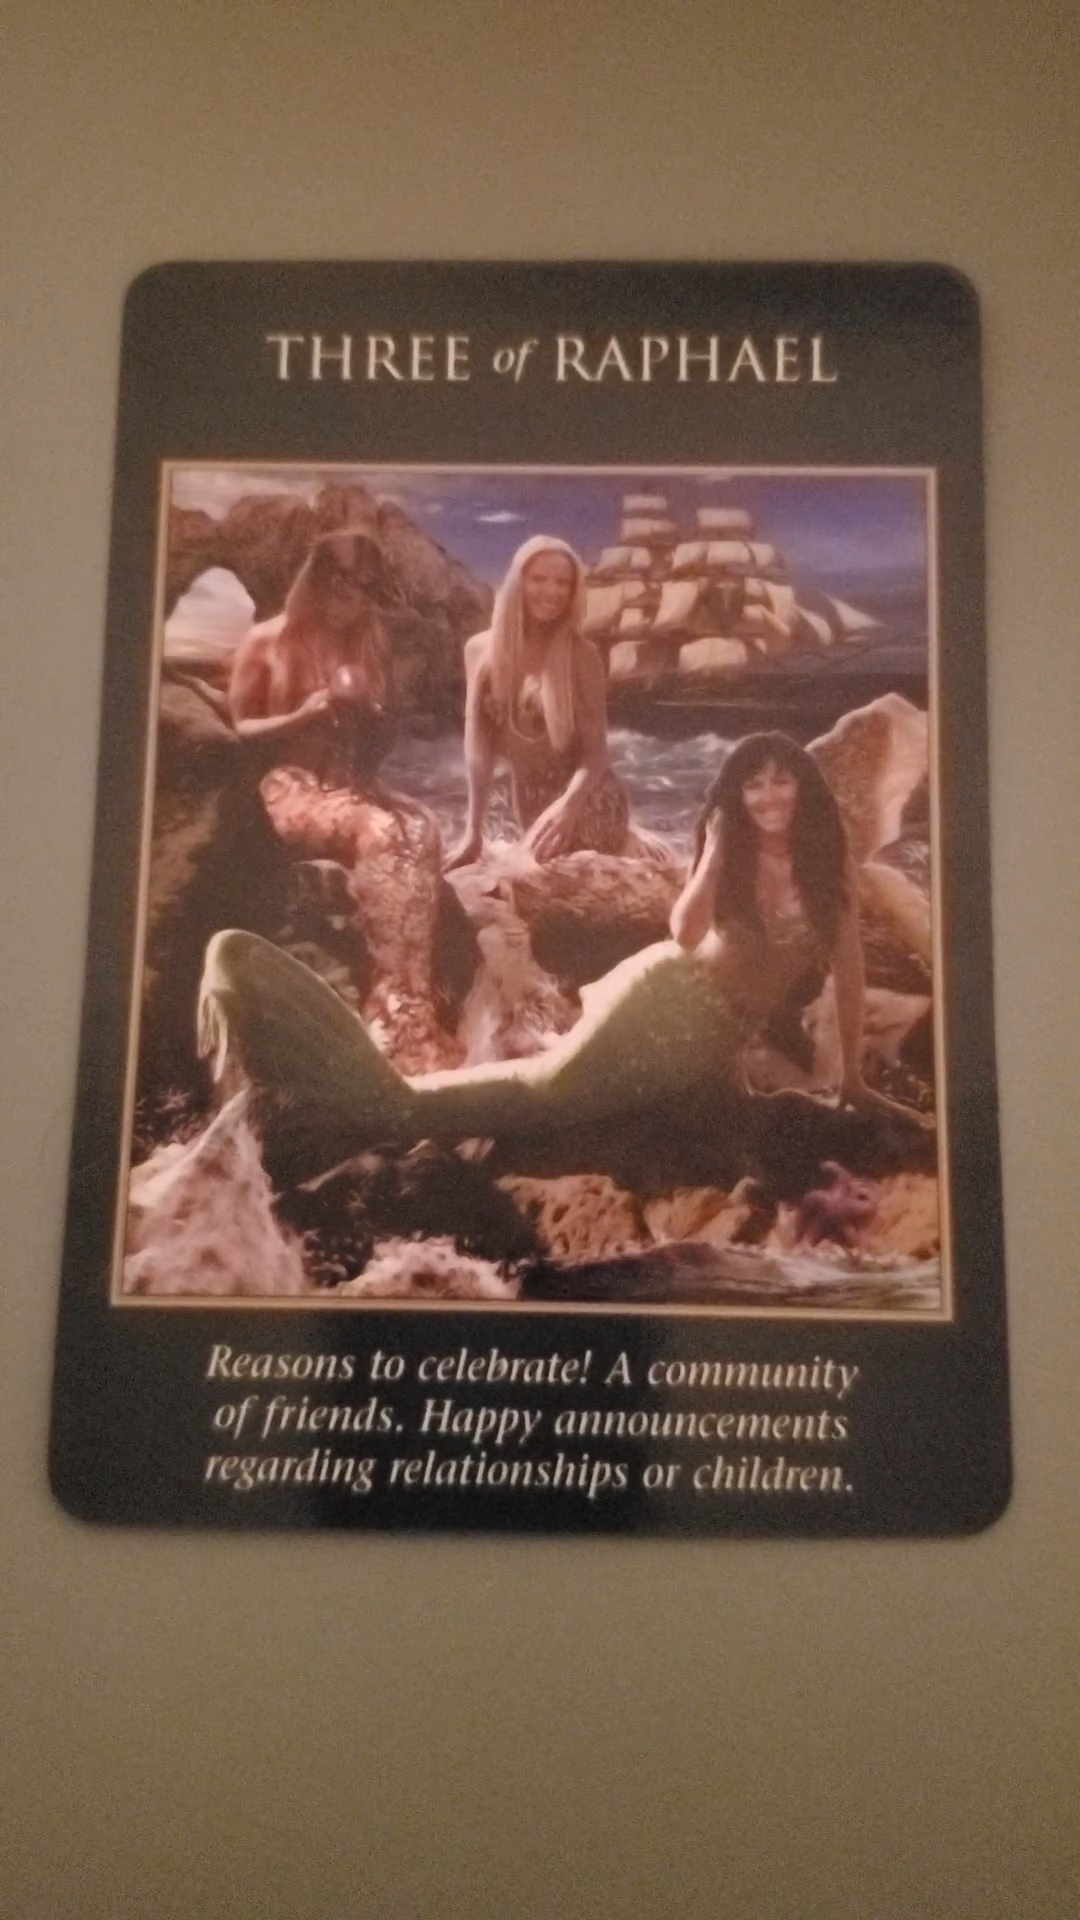 THREE of RAPHAEL
Reasons to celebrate! A community
of friends. Happy announcements
regarding relationships or children.